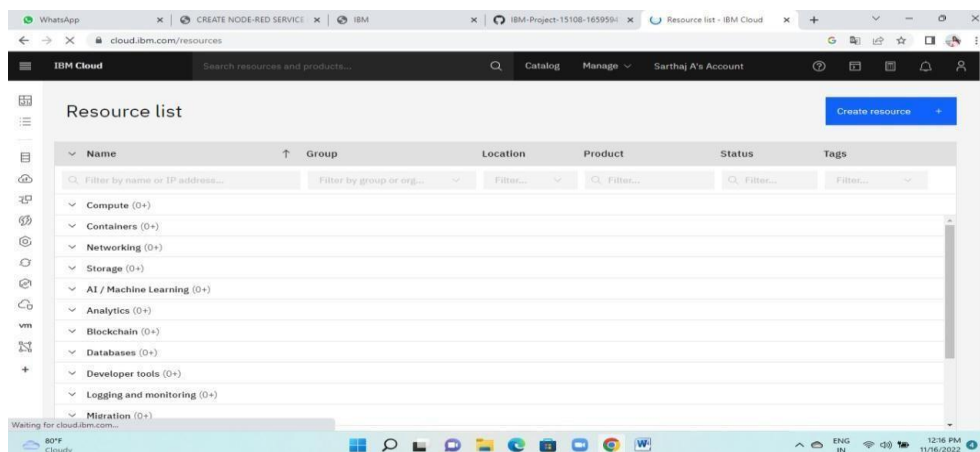 WhatsApp CREATE NODE-RED SERVICE IBM IBM-Project-15108-1659594 Resource list - IBM Cloud
cloud.ibm.com/resources
IBM Cloud Search resources and products... Catalog Manage Sarthaj A's Account
Resource list
Create resource +
Name Group Location Product Status Tags
Filter by name or IP address... Filter by group or org... Filter... Filter... Filter... Filter...
Compute (0+)
Containers (0+)
Networking (0+)
Storage (0+)
AI / Machine Learning (0+)
Analytics (0+)
Blockchain (0+)
Databases (0+)
Developer tools (0+)
Logging and monitoring (0+)
Migration (0+)
vm
Waiting for cloud.ibm.com...
80°F
Cloudy
ENG
IN
12:16 PM
11/16/2022
4